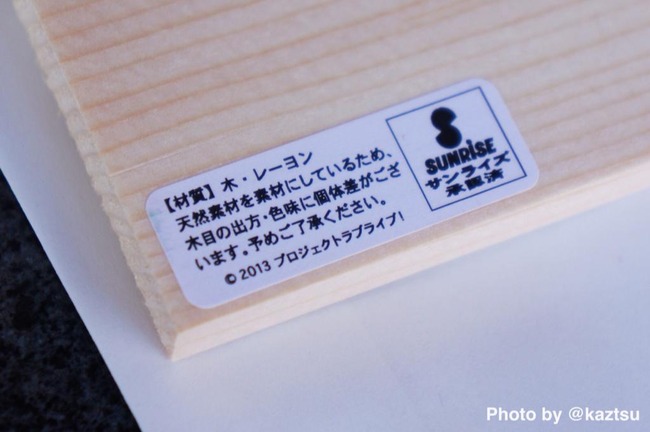 【材質】木・レーヨン
天然素材を素材にしているため、
木目の出方・色味に個体差がござ
います。予めご了承ください。
©2013 プロジェクトラブライブ！
SUNRISE
サンライズ
承認済
Photo by @kaztsu